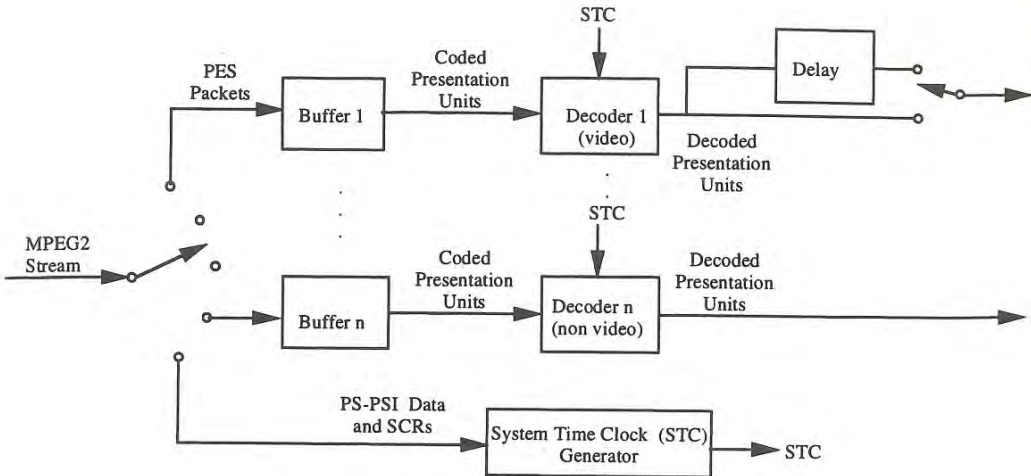 STC
PES
Packets
Coded
Presentation
Units
Buffer 1
Decoder 1
(video)
Delay
Decoded
Presentation
Units
MPEG2
Stream
STC
Coded
Presentation
Units
Buffer n
Decoder n
(non video)
Decoded
Presentation
Units
PS-PSI Data
and SCRs
System Time Clock (STC)
Generator
STC